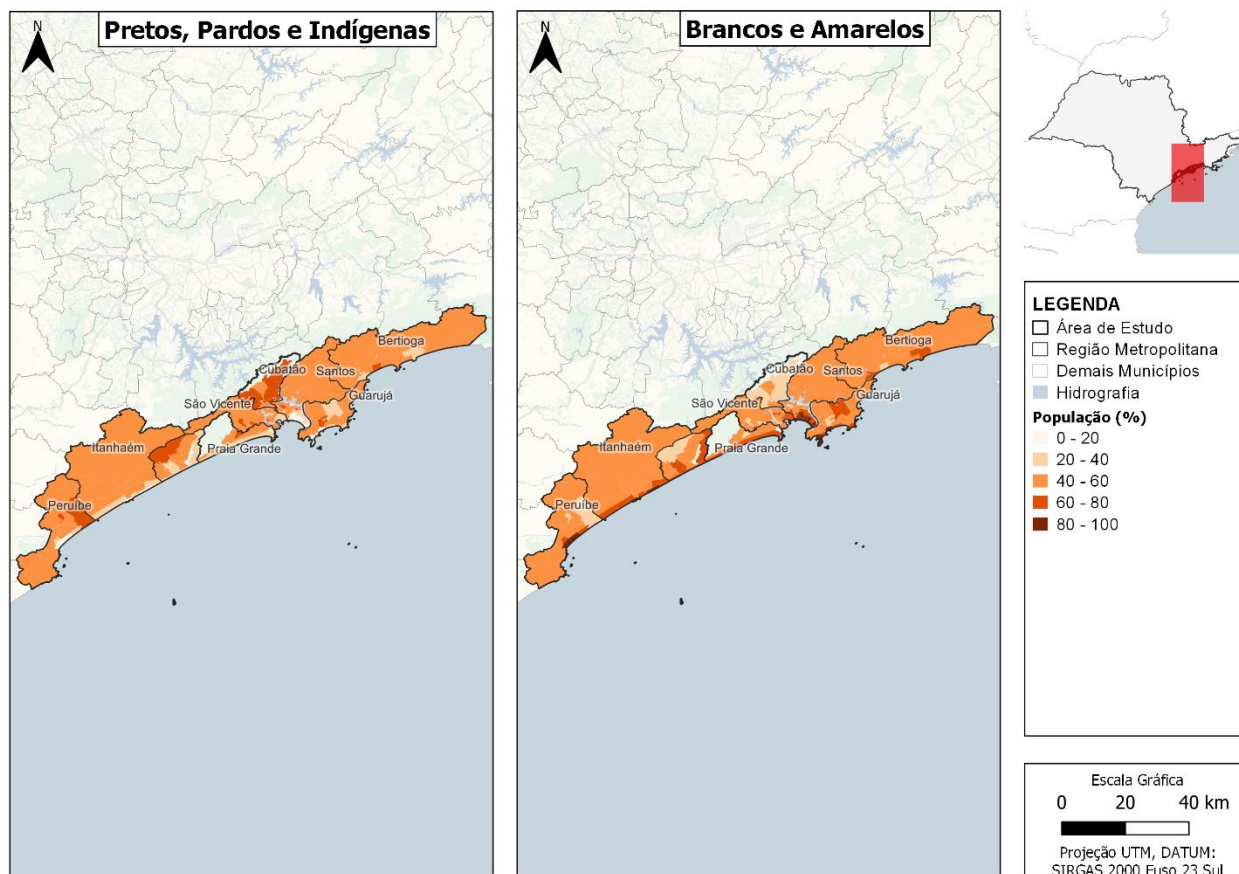 N
Pretos, Pardos e Indígenas
Bertioga
Cubatão
Santos
Guarujá
São Vicente
Itanhaém
Praia Grande
Peruíbe
N
Brancos e Amarelos
Bertioga
Cubatão
Santos
Guarujá
São Vicente
Itanhaém
Praia Grande
Peruíbe
LEGENDA
Área de Estudo
Região Metropolitana
Demais Municípios
Hidrografia
População (%)
0 - 20
20 - 40
40 - 60
60 - 80
80 - 100
Escala Gráfica
0 20 40 km
Projeção UTM, DATUM:
SIRGAS 2000 Fuso 23 Sul